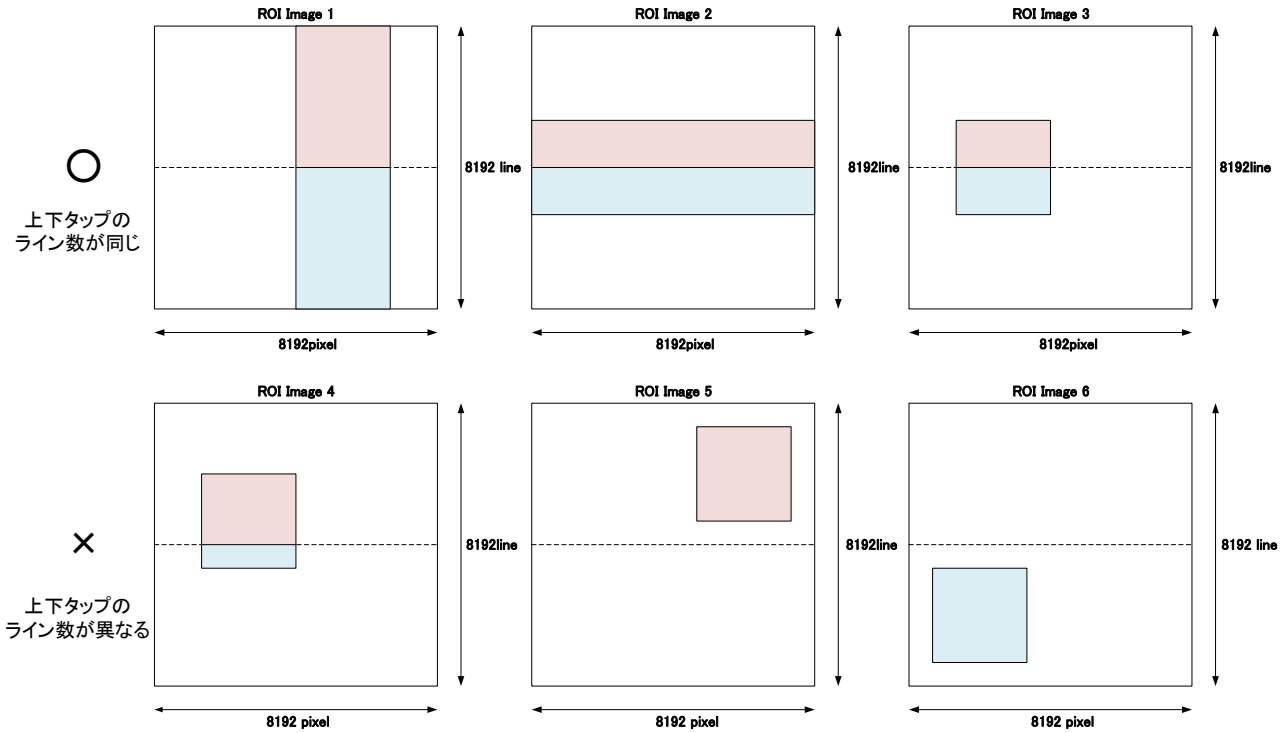 ROI Image 1
ROI Image 2
ROI Image 3
○
上下タップの
ライン数が同じ
8192 line
8192line
8192line
8192pixel
8192pixel
8192pixel
ROI Image 4
ROI Image 5
ROI Image 6
×
上下タップの
ライン数が異なる
8192line
8192line
8192 line
8192 pixel
8192 pixel
8192 pixel